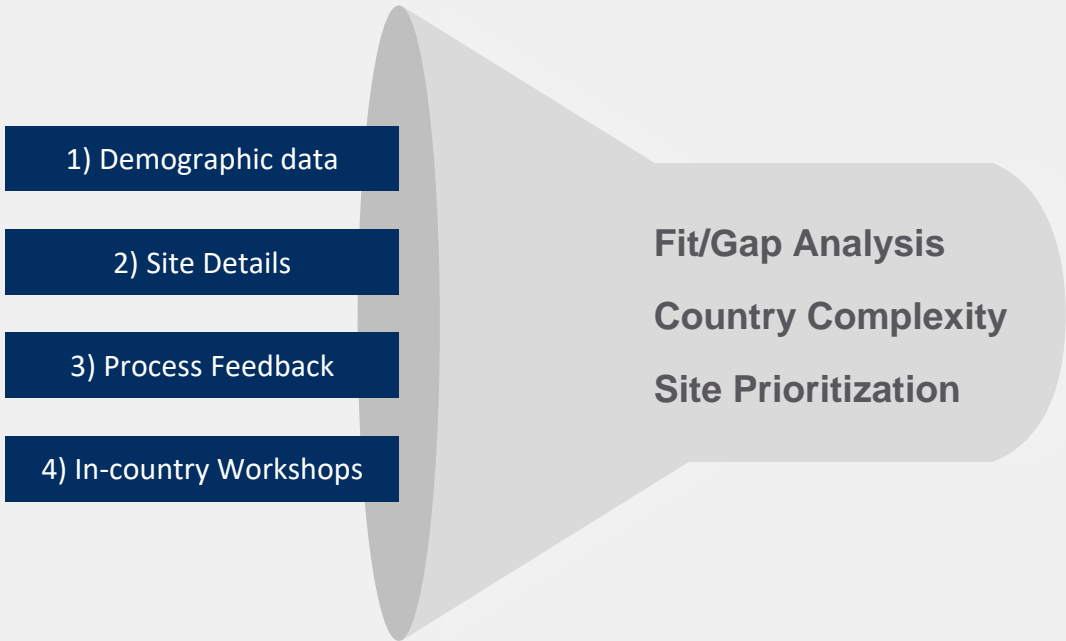 1) Demographic data
2) Site Details
3) Process Feedback
4) In-country Workshops
Fit/Gap Analysis
Country Complexity
Site Prioritization